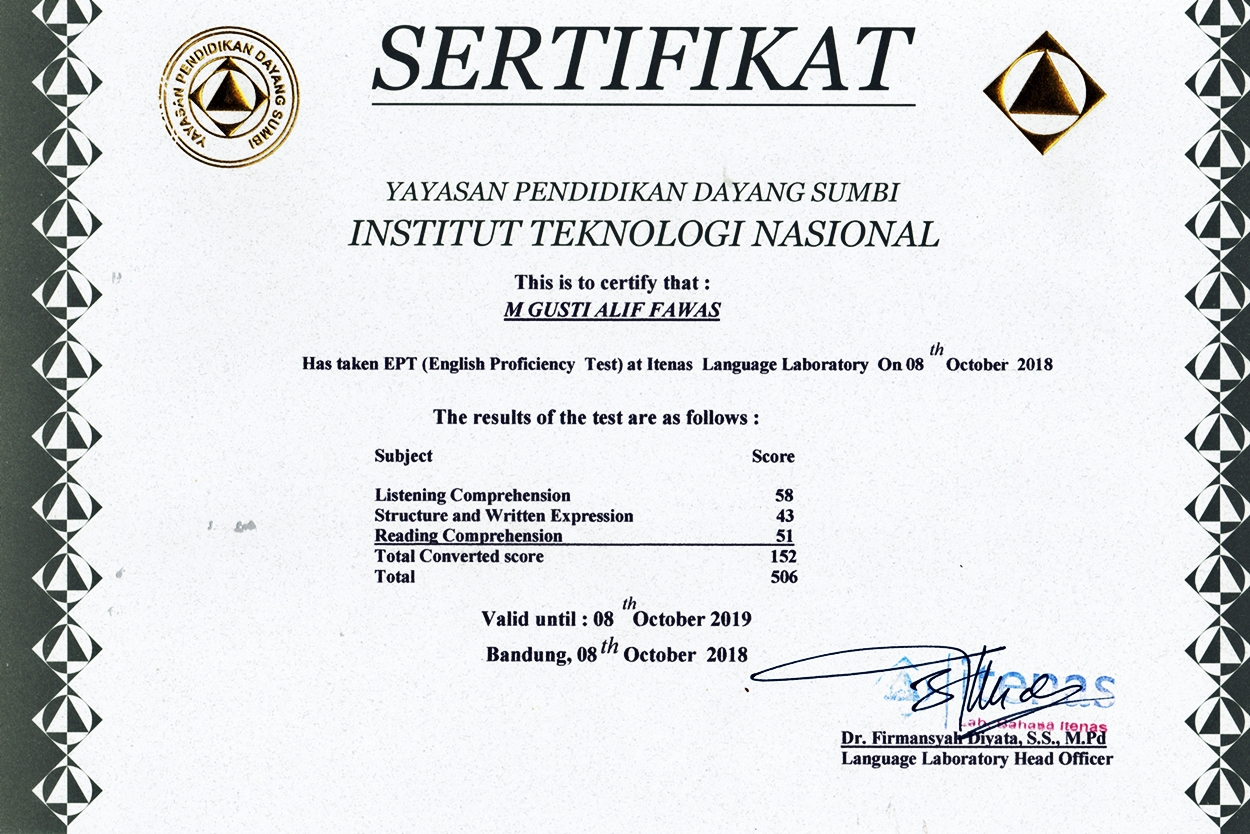 SERTIFIKAT
YAYASAN PENDIDIKAN DAYANG SUMBI
YAYASAN PENDIDIKAN DAYANG SUMBI
INSTITUT TEKNOLOGI NASIONAL
This is to certify that :
M GUSTI ALIF FAWAS
Has taken EPT (English Proficiency Test) at Itenas Language Laboratory On 08 th October 2018
The results of the test are as follows :
Subject Score
Listening Comprehension 58
Structure and Written Expression 43
Reading Comprehension 51
Total Converted score 152
Total 506
Valid until : 08 th October 2019
Bandung, 08 th October 2018
itenas
Lab. Bahasa Itenas
Dr. Firmansyah Diyata, S.S., M.Pd
Language Laboratory Head Officer